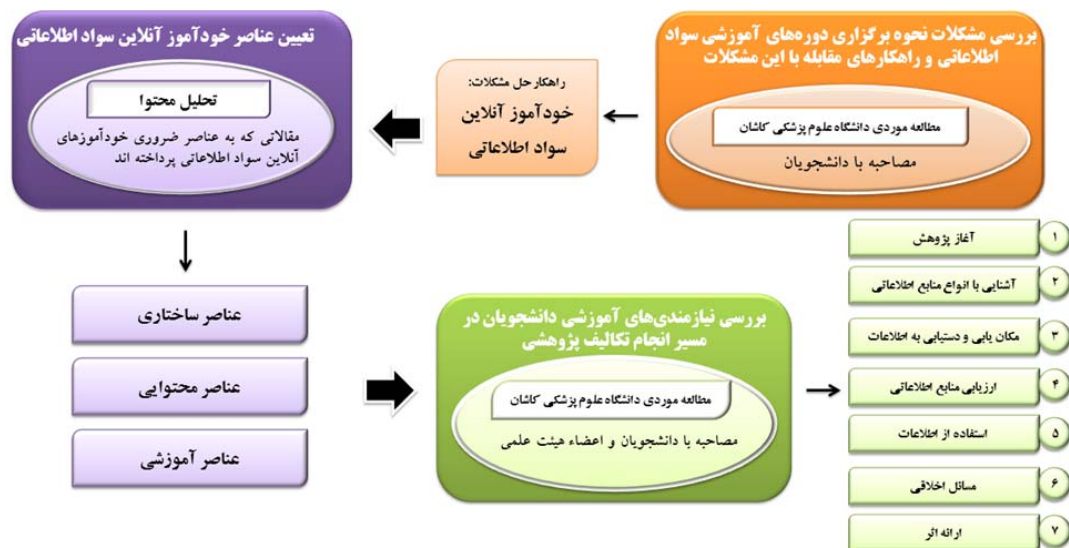 بررسی مشکلات نحوه برگزاری دوره‌های آموزشی سواد
اطلاعاتی و راهکارهای مقابله با این مشکلات
مطالعه موردی دانشگاه علوم پزشکی کاشان
مصاحبه با دانشجویان
راهکار حل مشکلات:
خودآموز آنلاین
سواد اطلاعاتی
تعیین عناصر خودآموز آنلاین سواد اطلاعاتی
تحلیل محتوا
مقالاتی که به عناصر ضروری خودآموزهای
آنلاین سواد اطلاعاتی پرداخته اند
عناصر ساختاری
عناصر محتوایی
عناصر آموزشی
بررسی نیازمندی‌های آموزشی دانشجویان در
مسیر انجام تکالیف پژوهشی
مطالعه موردی دانشگاه علوم پزشکی کاشان
مصاحبه با دانشجویان و اعضاء هیئت علمی
۱ آغاز پژوهش
۲ آشنایی با انواع منابع اطلاعاتی
۳ مکان یابی و دستیابی به اطلاعات
۴ ارزیابی منابع اطلاعاتی
۵ استفاده از اطلاعات
۶ مسائل اخلاقی
۷ ارائه اثر